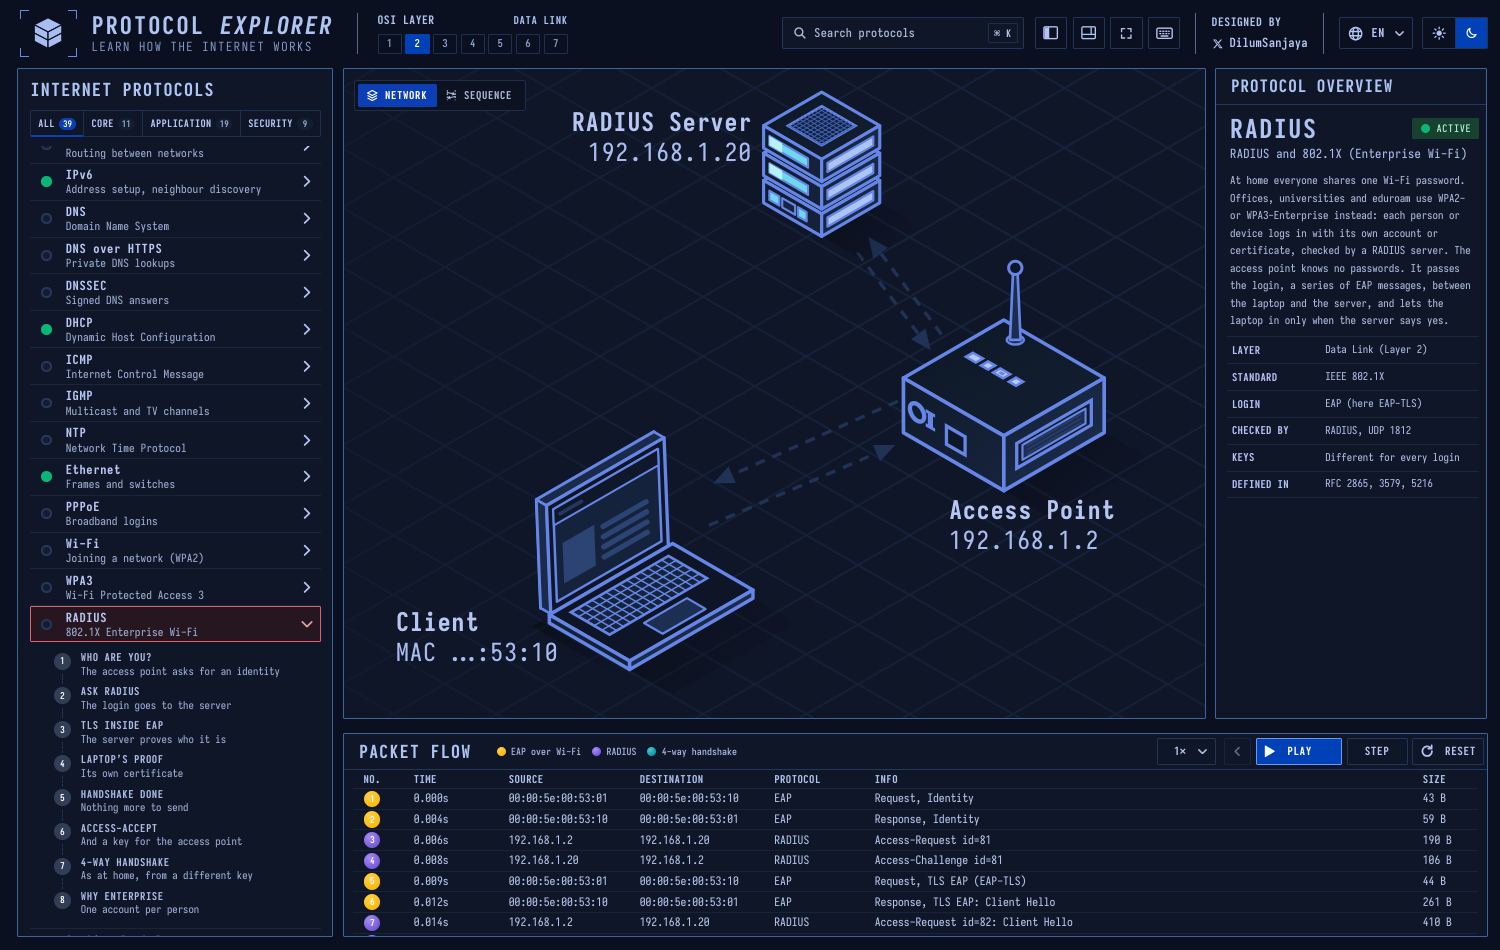 PROTOCOL EXPLORER
LEARN HOW THE INTERNET WORKS
OSI LAYER
DATA LINK
1 2 3 4 5 6 7
Search protocols
⌘ K
DESIGNED BY
DilumSanjaya
EN
INTERNET PROTOCOLS
ALL 39
CORE 11
APPLICATION 19
SECURITY 9
Routing between networks
IPv6
Address setup, neighbour discovery
DNS
Domain Name System
DNS over HTTPS
Private DNS lookups
DNSSEC
Signed DNS answers
DHCP
Dynamic Host Configuration
ICMP
Internet Control Message
IGMP
Multicast and TV channels
NTP
Network Time Protocol
Ethernet
Frames and switches
PPPoE
Broadband logins
Wi-Fi
Joining a network (WPA2)
WPA3
Wi-Fi Protected Access 3
RADIUS
802.1X Enterprise Wi-Fi
1 WHO ARE YOU?
The access point asks for an identity
2 ASK RADIUS
The login goes to the server
3 TLS INSIDE EAP
The server proves who it is
4 LAPTOP'S PROOF
Its own certificate
5 HANDSHAKE DONE
Nothing more to send
6 ACCESS-ACCEPT
And a key for the access point
7 4-WAY HANDSHAKE
As at home, from a different key
8 WHY ENTERPRISE
One account per person
NETWORK
SEQUENCE
RADIUS Server
192.168.1.20
Access Point
192.168.1.2
Client
MAC ...:53:10
PROTOCOL OVERVIEW
RADIUS
ACTIVE
RADIUS and 802.1X (Enterprise Wi-Fi)
At home everyone shares one Wi-Fi password.
Offices, universities and eduroam use WPA2-
or WPA3-Enterprise instead: each person or
device logs in with its own account or
certificate, checked by a RADIUS server. The
access point knows no passwords. It passes
the login, a series of EAP messages, between
the laptop and the server, and lets the
laptop in only when the server says yes.
LAYER Data Link (Layer 2)
STANDARD IEEE 802.1X
LOGIN EAP (here EAP-TLS)
CHECKED BY RADIUS, UDP 1812
KEYS Different for every login
DEFINED IN RFC 2865, 3579, 5216
PACKET FLOW
EAP over Wi-Fi
RADIUS
4-way handshake
1×
PLAY
STEP
RESET
NO. TIME SOURCE DESTINATION PROTOCOL INFO SIZE
1 0.000s 00:00:5e:00:53:01 00:00:5e:00:53:10 EAP Request, Identity 43 B
2 0.004s 00:00:5e:00:53:10 00:00:5e:00:53:01 EAP Response, Identity 59 B
3 0.006s 192.168.1.2 192.168.1.20 RADIUS Access-Request id=81 190 B
4 0.008s 192.168.1.20 192.168.1.2 RADIUS Access-Challenge id=81 106 B
5 0.009s 00:00:5e:00:53:01 00:00:5e:00:53:10 EAP Request, TLS EAP (EAP-TLS) 44 B
6 0.012s 00:00:5e:00:53:10 00:00:5e:00:53:01 EAP Response, TLS EAP: Client Hello 261 B
7 0.014s 192.168.1.2 192.168.1.20 RADIUS Access-Request id=82: Client Hello 410 B